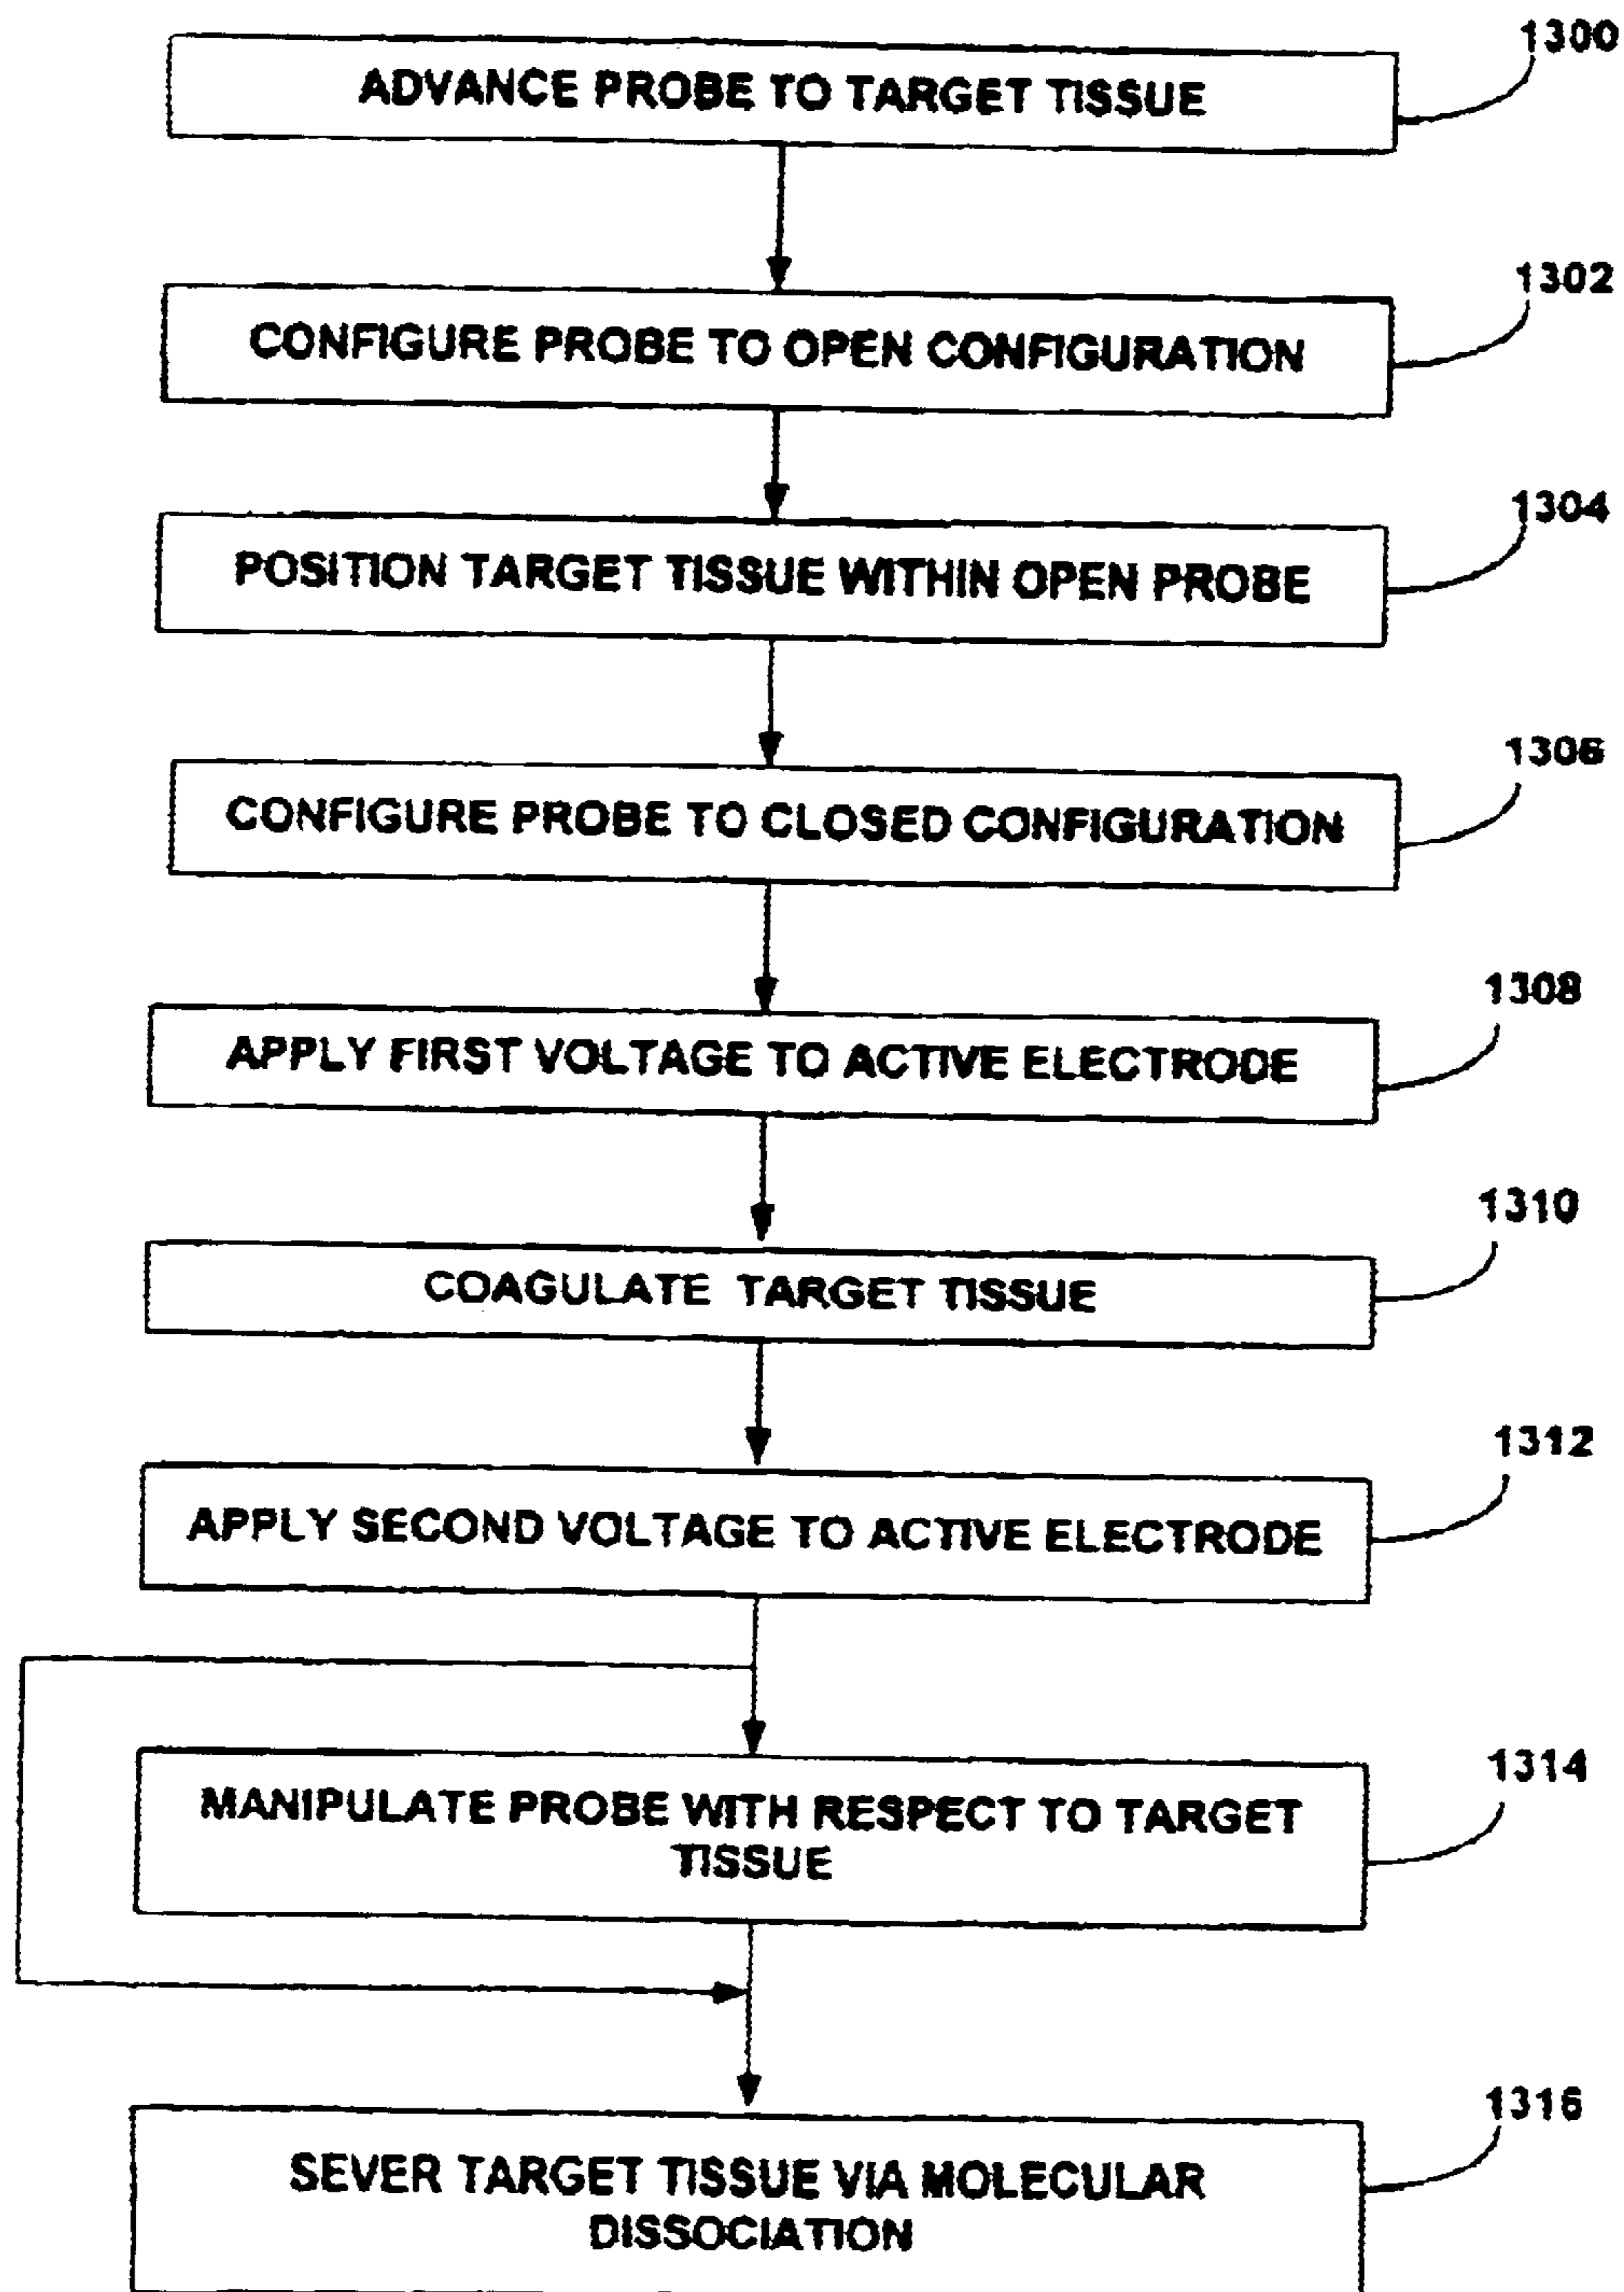 1300
ADVANCE PROBE TO TARGET TISSUE
1302
CONFIGURE PROBE TO OPEN CONFIGURATION
1304
POSITION TARGET TISSUE WITHIN OPEN PROBE
1306
CONFIGURE PROBE TO CLOSED CONFIGURATION
1308
APPLY FIRST VOLTAGE TO ACTIVE ELECTRODE
1310
COAGULATE TARGET TISSUE
1312
APPLY SECOND VOLTAGE TO ACTIVE ELECTRODE
1314
MANIPULATE PROBE WITH RESPECT TO TARGET
TISSUE
1316
SEVER TARGET TISSUE VIA MOLECULAR
DISSOCIATION